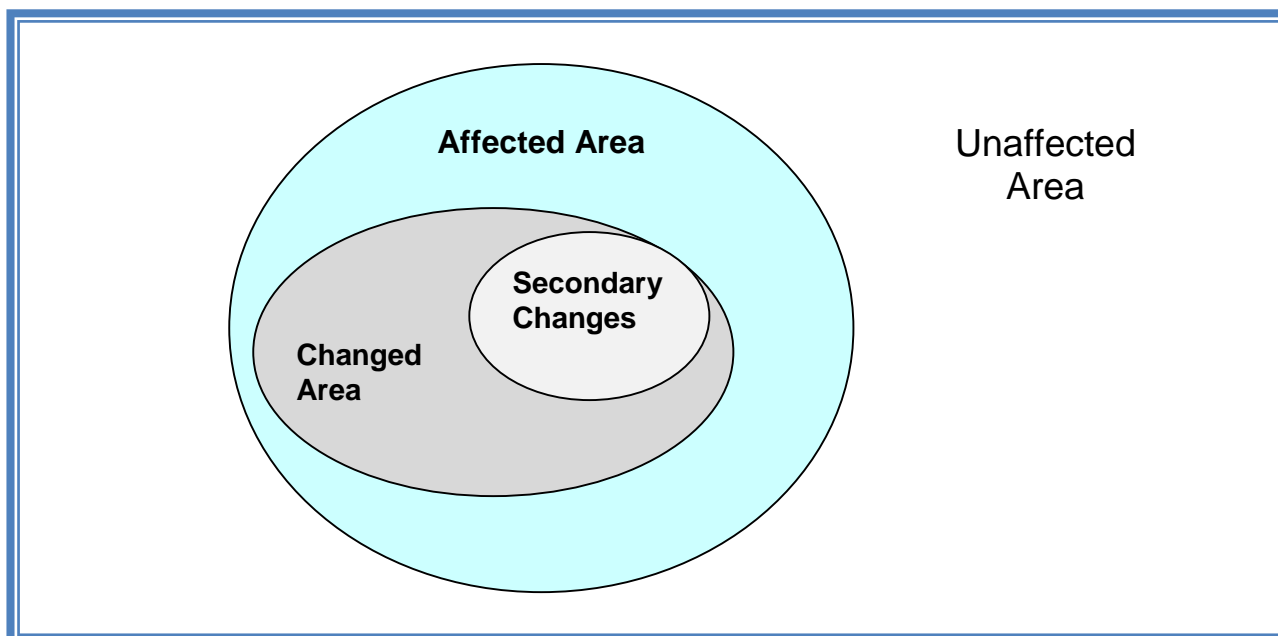 Affected Area
Unaffected
Area
Secondary
Changes
Changed
Area